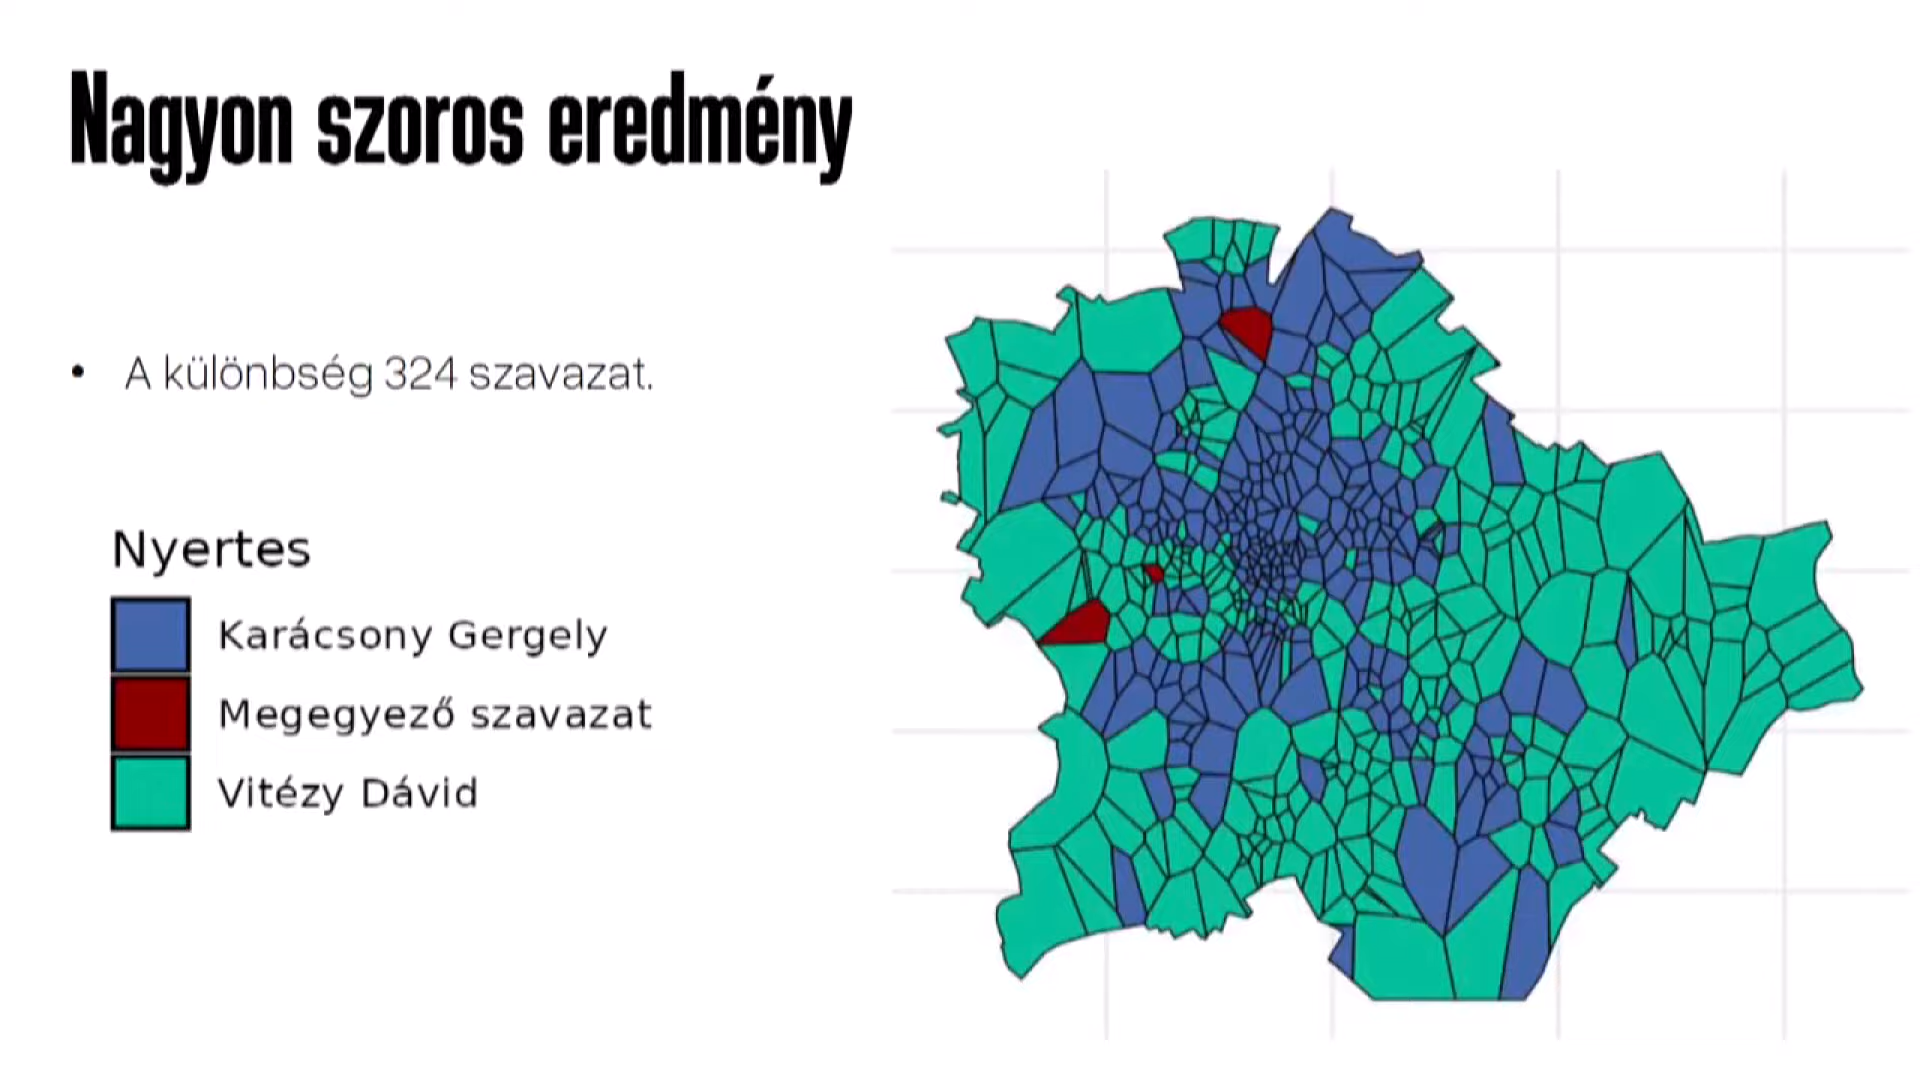 Nagyon szoros eredmény
• A különbség 324 szavazat.
Nyertes
Karácsony Gergely
Megegyező szavazat
Vitézy Dávid